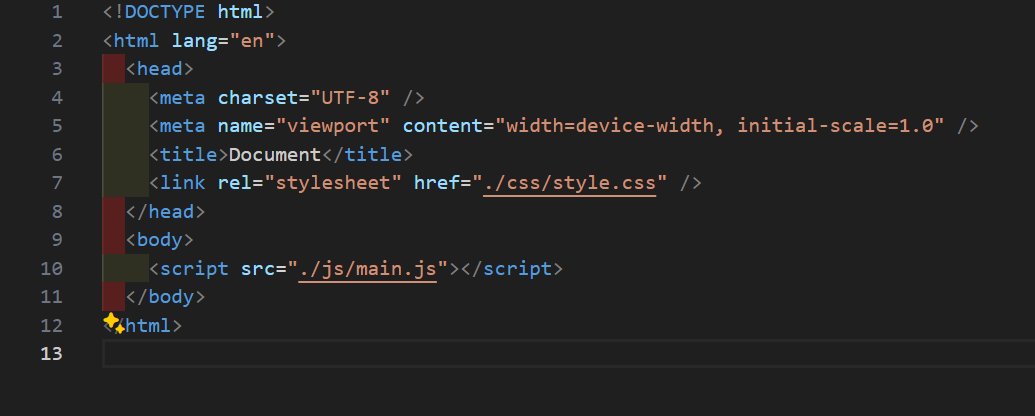 1 <!DOCTYPE html>
2 <html lang="en">
3   <head>
4     <meta charset="UTF-8" />
5     <meta name="viewport" content="width=device-width, initial-scale=1.0" />
6     <title>Document</title>
7     <link rel="stylesheet" href="./css/style.css" />
8   </head>
9   <body>
10     <script src="./js/main.js"></script>
11   </body>
12 </html>
13